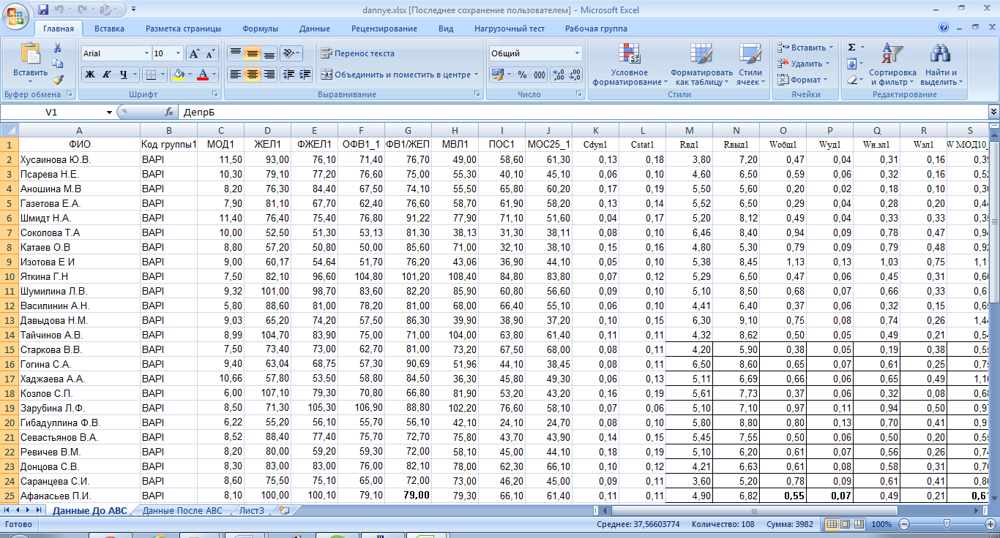 dannye.xlsx [Последнее сохранение пользователем] - Microsoft Excel
Главная Вставка Разметка страницы Формулы Данные Рецензирование Вид Нагрузочный тест Рабочая группа
Arial 10 Перенос текста Общий Вставить
Вставить Ж К Ч Объединить и поместить в центре % 000 Условное форматирование Форматировать как таблицу Стили ячеек Удалить Формат Сортировка и фильтр Найти и выделить
Буфер обмена Шрифт Выравнивание Число Стили Ячейки Редактирование
V1 fx ДепрБ
A B C D E F G H I J K L M N O P Q R S
1 ФИО Код группы1 МОД1 ЖЕЛ1 ФЖЕЛ1 ОФВ1_1 ФВ1/ЖЕЛ МВЛ1 ПОС1 МОС25_1 Cdyn1 Cstat1 Rвд1 Rвыд1 Wобщ1 Wуд1 Wн.эл1 Wэл1 W МОД10_
2 Хусаинова Ю.В. BAPI 11,50 93,00 76,10 71,40 76,70 49,00 58,60 61,30 0,13 0,18 3,80 7,20 0,47 0,04 0,31 0,16 0,39
3 Псарева Н.Е. BAPI 10,30 79,10 77,20 76,60 75,00 55,30 40,10 45,10 0,06 0,10 4,60 6,50 0,59 0,06 0,32 0,16 0,52
4 Аношина М.В BAPI 8,20 76,30 84,40 67,50 74,10 55,50 65,80 60,20 0,17 0,19 5,50 5,60 0,20 0,02 0,18 0,10 0,30
5 Газетова Е.А. BAPI 7,90 81,10 67,70 62,40 76,60 58,70 61,90 58,20 0,13 0,14 5,52 6,50 0,29 0,04 0,28 0,20 0,44
6 Шмидт Н.А. BAPI 11,40 76,40 75,40 76,80 91,22 77,90 71,10 51,60 0,04 0,17 5,20 8,12 0,49 0,04 0,33 0,33 0,35
7 Соколова Т.А BAPI 10,00 52,50 51,30 53,13 81,30 38,13 31,30 38,11 0,08 0,10 6,46 8,40 0,94 0,09 0,78 0,47 0,94
8 Катаев О.В BAPI 8,80 57,20 50,80 50,00 85,60 71,00 32,10 38,10 0,15 0,16 4,80 5,30 0,79 0,09 0,79 0,48 0,92
9 Изотова Е И BAPI 9,00 60,17 54,64 51,70 76,20 43,06 36,90 44,10 0,05 0,10 5,38 8,45 1,13 0,13 1,03 0,75 1,1
10 Яткина Г.Н BAPI 7,50 82,10 96,60 104,80 101,20 108,40 84,80 83,80 0,07 0,12 5,29 6,50 0,47 0,06 0,45 0,31 0,60
11 Шумилина Л.В. BAPI 9,32 101,00 98,70 83,60 82,20 85,90 60,80 56,60 0,09 0,10 5,10 8,50 0,68 0,07 0,66 0,33 0,6
12 Василинин А.Н. BAPI 5,80 88,60 81,00 78,20 81,00 68,00 66,40 55,10 0,06 0,10 4,41 6,40 0,37 0,06 0,32 0,15 0,6
13 Давыдова Н.М. BAPI 9,03 65,20 74,20 57,50 86,30 39,90 38,90 37,20 0,10 0,15 6,30 9,10 0,75 0,08 0,74 0,26 1,44
14 Тайчинов А.В. BAPI 8,99 104,70 83,90 75,00 71,00 104,00 63,80 61,40 0,11 0,11 4,32 8,62 0,50 0,05 0,49 0,21 0,54
15 Старкова В.В. BAPI 7,50 73,40 73,00 62,70 81,00 73,20 67,50 68,00 0,08 0,11 4,20 5,90 0,38 0,05 0,19 0,38 0,55
16 Гогина С.А. BAPI 9,40 63,04 68,75 57,30 90,69 51,96 44,10 38,45 0,08 0,11 6,50 8,60 0,65 0,07 0,61 0,25 0,7
17 Хаджаева А.А. BAPI 10,66 57,80 53,50 58,80 84,50 36,30 45,80 49,30 0,06 0,13 5,11 6,69 0,66 0,06 0,65 0,49 1,1
18 Козлов С.П. BAPI 6,00 107,10 79,30 70,80 66,80 81,90 53,20 43,20 0,16 0,19 5,61 7,73 0,37 0,06 0,32 0,08 0,68
19 Зарубина Л.Ф. BAPI 8,50 71,30 105,30 106,90 88,80 102,20 76,60 58,10 0,07 0,06 5,10 7,10 0,97 0,11 0,94 0,50 0,9
20 Гибадуллина Ф.В. BAPI 6,22 55,20 56,10 55,70 56,10 42,10 24,10 24,70 0,08 0,10 5,80 8,80 0,80 0,13 0,70 0,41 0,9
21 Севастьянов В.А. BAPI 8,52 88,40 77,40 75,70 72,70 75,80 43,70 43,90 0,14 0,15 5,45 7,55 0,50 0,06 0,50 0,20 0,55
22 Ревичев В.М. BAPI 8,20 80,00 59,20 59,30 72,00 58,10 45,00 44,10 0,18 0,19 5,10 6,20 0,61 0,07 0,56 0,26 0,74
23 Донцова С.В. BAPI 8,30 83,00 83,00 76,00 82,10 78,00 62,30 66,10 0,10 0,12 4,21 6,63 0,61 0,08 0,58 0,31 0,7
24 Саранцева С.И. BAPI 8,60 75,50 75,10 65,00 72,00 73,00 46,20 45,00 0,09 0,11 3,60 5,20 0,78 0,09 0,61 0,41 0,8
25 Афанасьев П.И. BAPI 8,10 100,00 100,10 79,10 79,00 79,30 66,10 61,40 0,11 0,11 4,90 6,82 0,55 0,07 0,49 0,21 0,6
Данные До АВС Данные После АВС Лист3
Готово Среднее: 37,56603774 Количество: 108 Сумма: 3982 100%